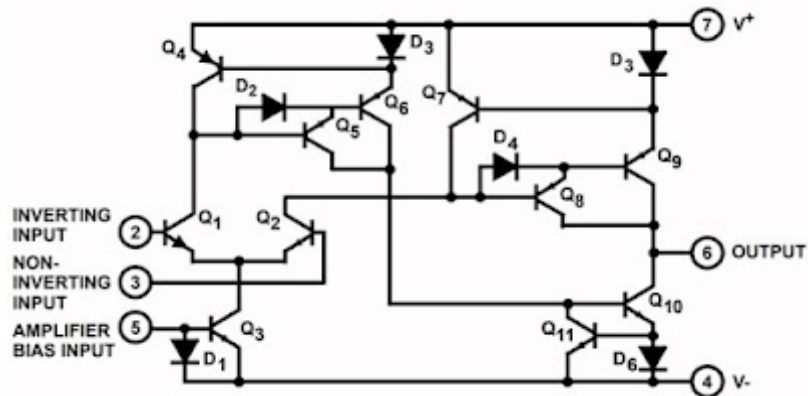 7 V+
Q4
D3
D3
D2
Q6
Q7
Q5
D4
Q9
Q8
INVERTING
INPUT
2
Q1
Q2
6 OUTPUT
NON-
INVERTING
INPUT
3
Q10
AMPLIFIER
BIAS INPUT
5
Q3
Q11
D1
D6
4 V-